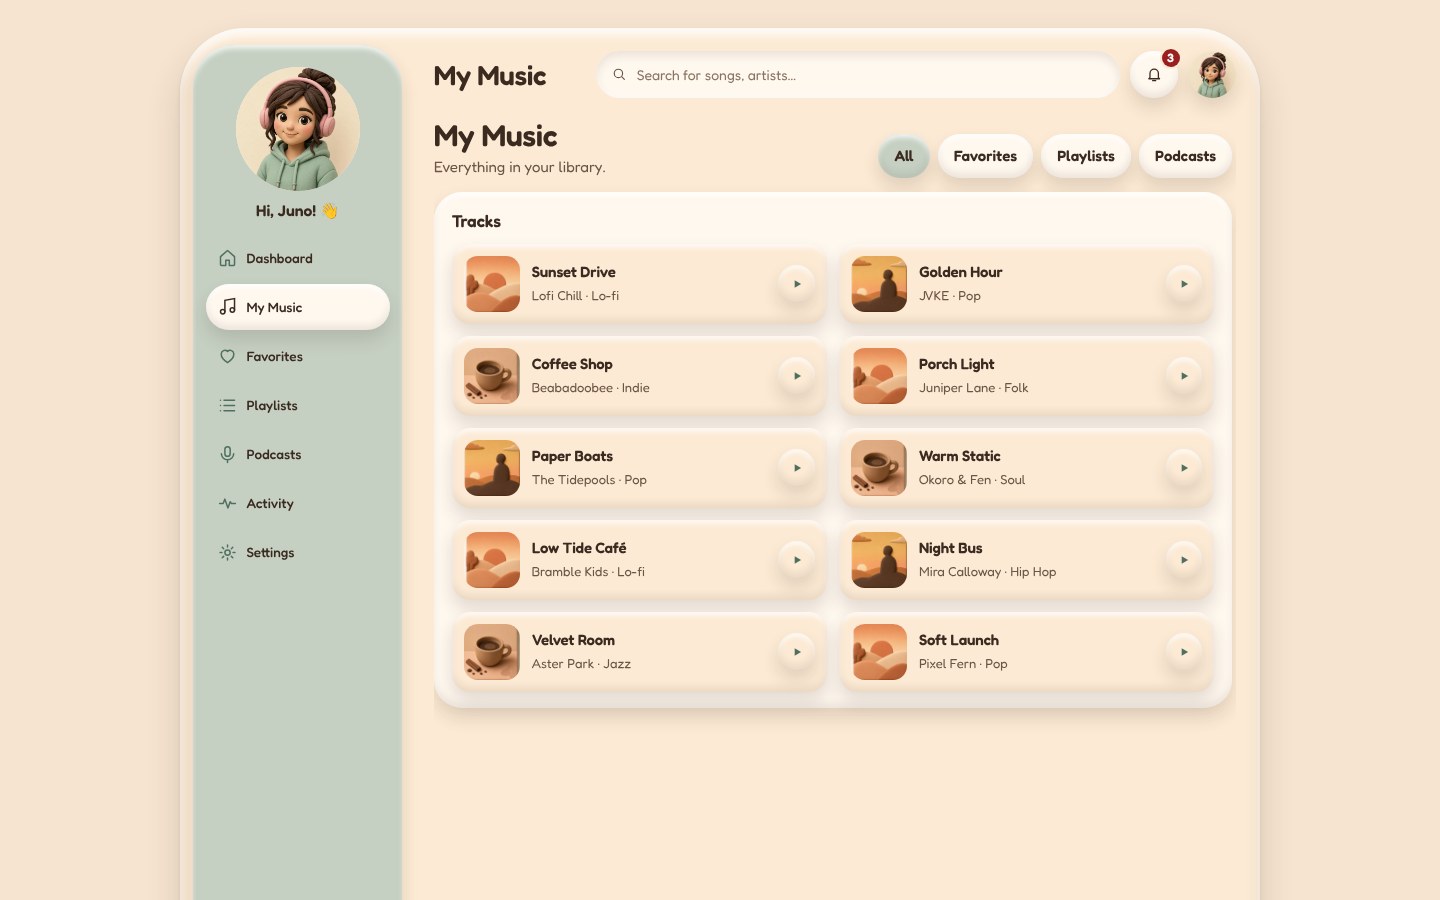 Hi, Juno! 👋
Dashboard
My Music
Favorites
Playlists
Podcasts
Activity
Settings
My Music
Search for songs, artists...
3
My Music
Everything in your library.
All
Favorites
Playlists
Podcasts
Tracks
Sunset Drive
Lofi Chill · Lo-fi
Golden Hour
JVKE · Pop
Coffee Shop
Beabadoobee · Indie
Porch Light
Juniper Lane · Folk
Paper Boats
The Tidepools · Pop
Warm Static
Okoro & Fen · Soul
Low Tide Café
Bramble Kids · Lo-fi
Night Bus
Mira Calloway · Hip Hop
Velvet Room
Aster Park · Jazz
Soft Launch
Pixel Fern · Pop